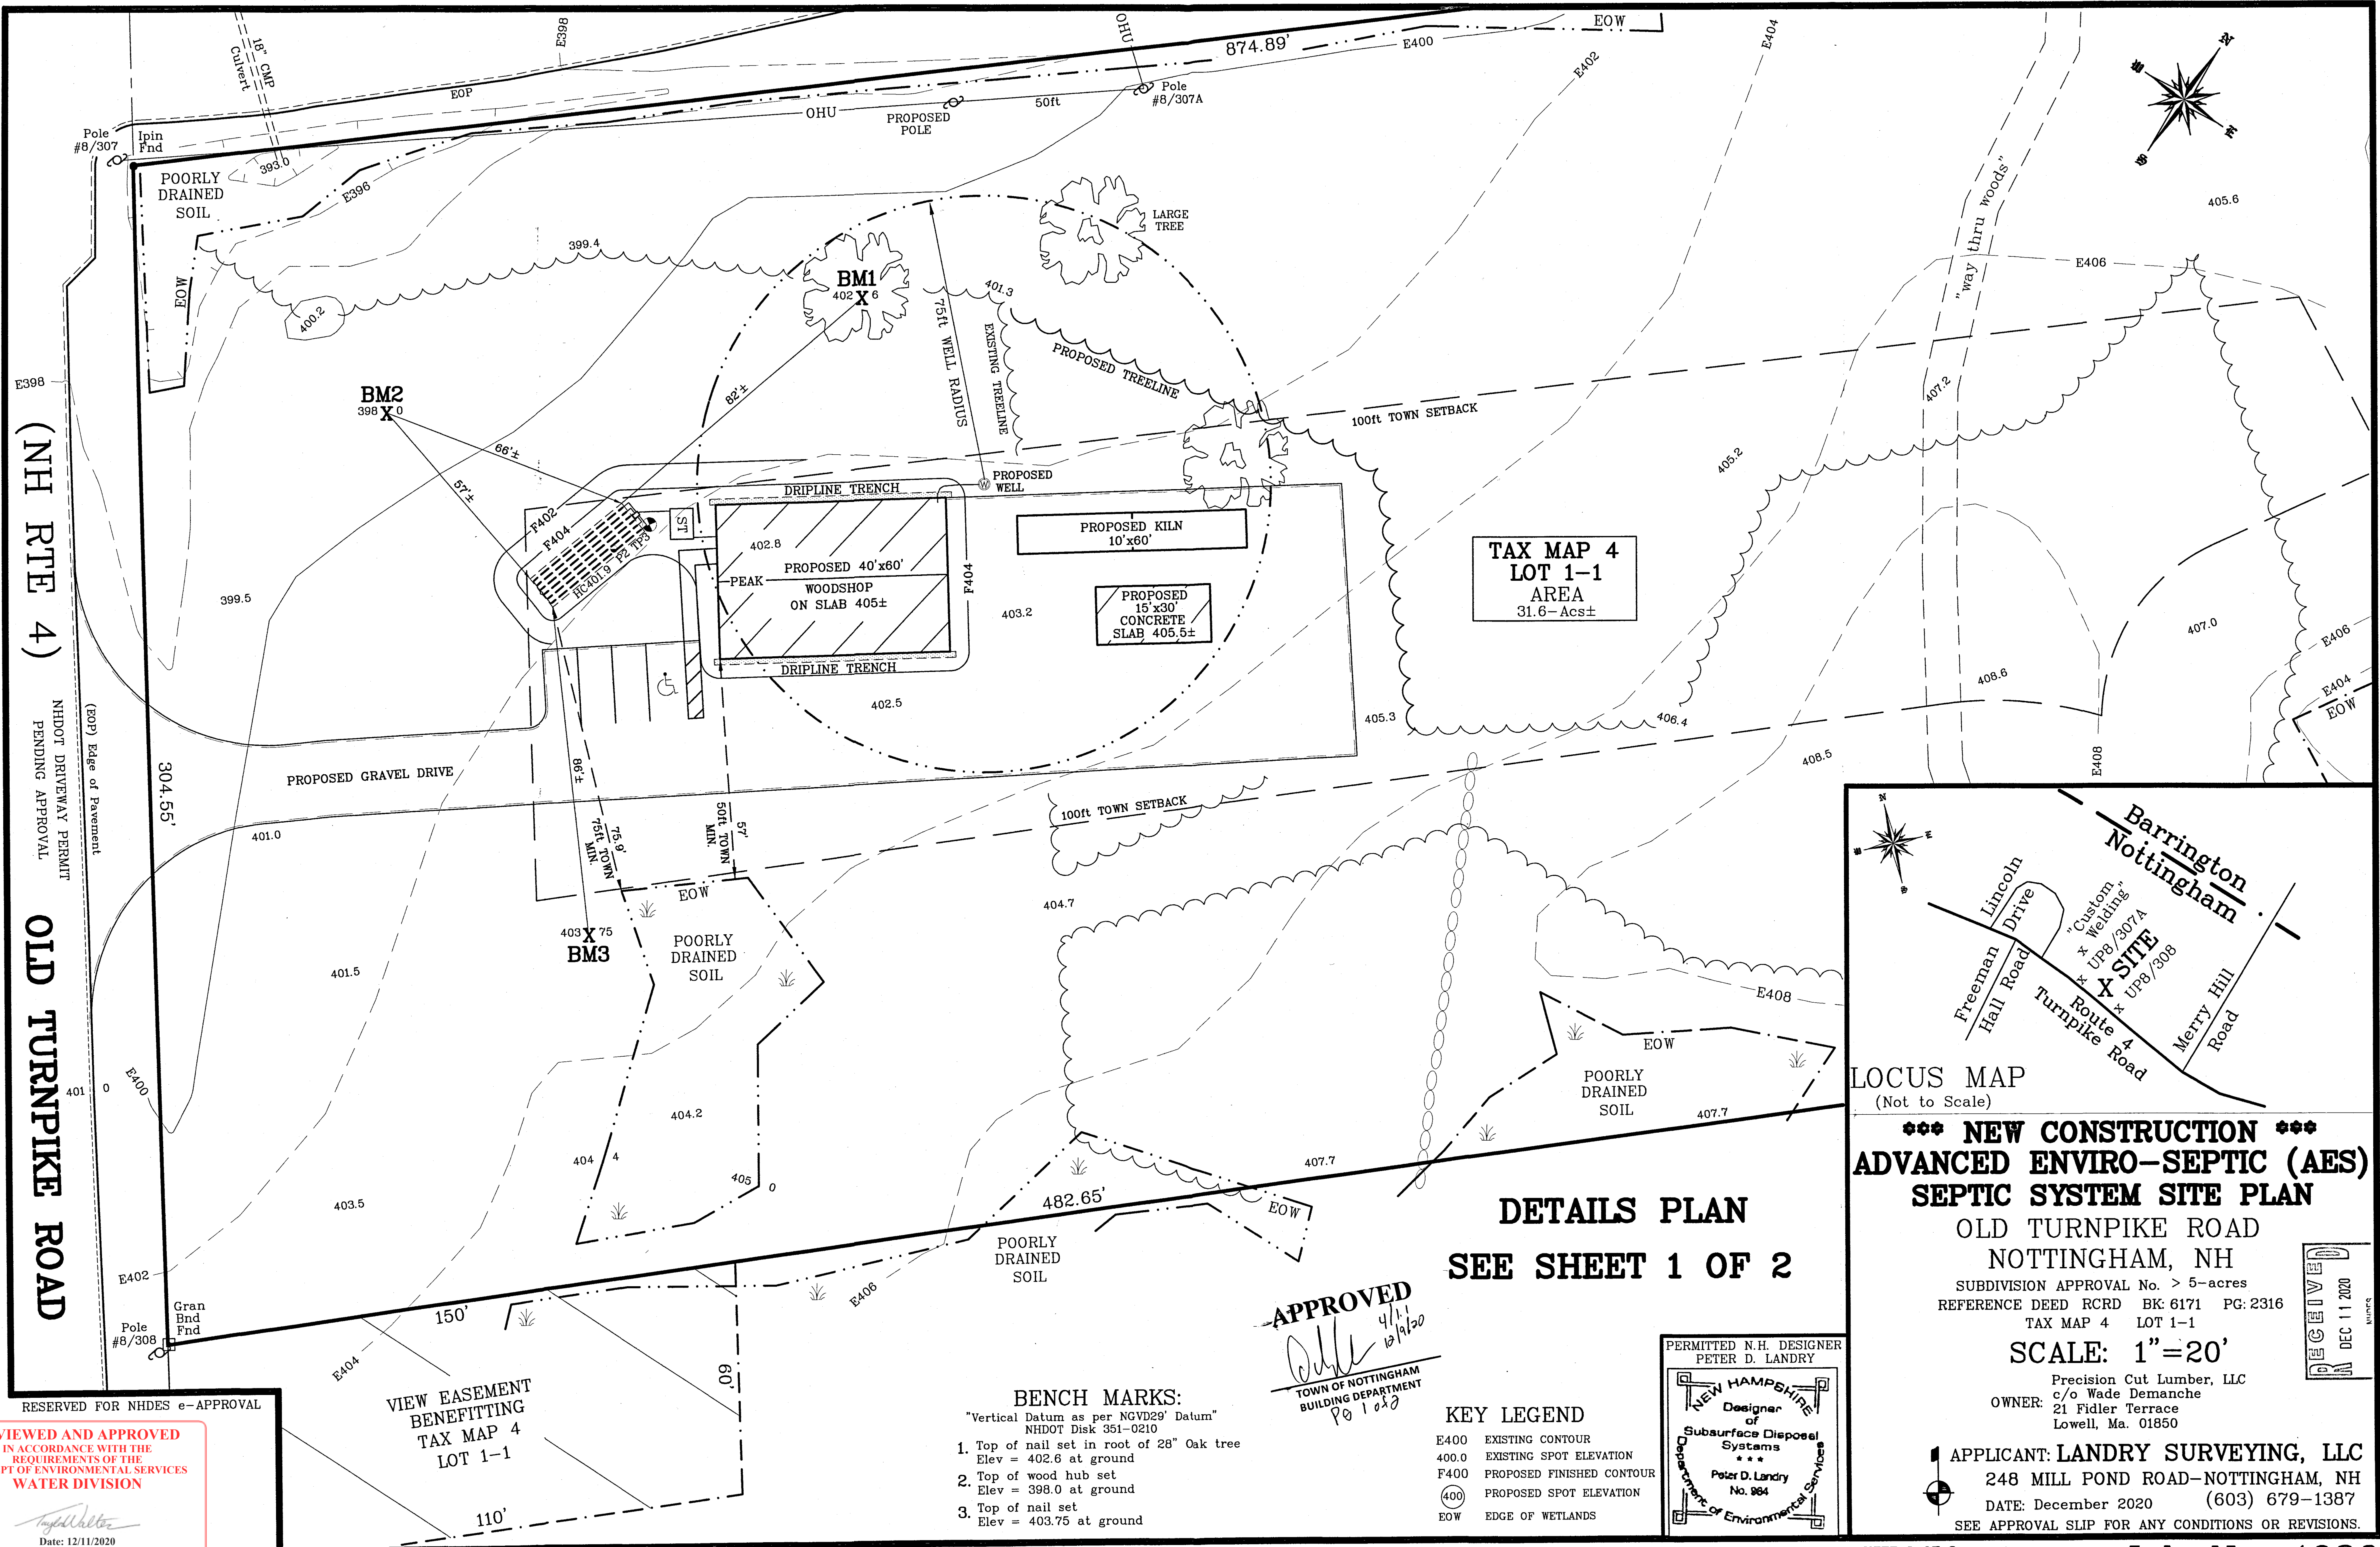 E398
OHU
EOW
874.89'
E400
E404
E402
18" CMP
Culvert
EOP
Pole
#8/307A
50ft
OHU
PROPOSED
POLE
Pole
#8/307
Ipin
Fnd
393.0
POORLY
DRAINED
SOIL
E396
N
E
S
405.6
"way thru woods"
LARGE
TREE
399.4
BM1
402 X 6
401.3
E406
EOW
400.2
75ft WELL RADIUS
EXISTING TREELINE
PROPOSED TREELINE
E398
BM2
398 X 0
82'±
407.2
100ft TOWN SETBACK
66'±
57'±
405.2
DRIPLINE TRENCH
W
PROPOSED
WELL
F402
F404
ST
402.8
PROPOSED KILN
10'x60'
HC401.9 P2 TP3
PROPOSED 40'x60'
PEAK
WOODSHOP
ON SLAB 405±
F404
399.5
403.2
PROPOSED
15'x30'
CONCRETE
SLAB 405.5±
TAX MAP 4
LOT 1-1
AREA
31.6-Acs±
407.0
E406
DRIPLINE TRENCH
402.5
405.3
406.4
408.6
E404
EOW
(NH RTE 4)
OLD TURNPIKE ROAD
NHDOT DRIVEWAY PERMIT
PENDING APPROVAL
(EOP) Edge of Pavement
304.55'
PROPOSED GRAVEL DRIVE
86'±
408.5
E408
401.0
75.9'
75ft TOWN
MIN.
57'
50ft TOWN
MIN.
100ft TOWN SETBACK
EOW
404.7
403 X 75
BM3
POORLY
DRAINED
SOIL
401.5
E408
EOW
POORLY
DRAINED
SOIL
E400
401 0
404.2
407.7
404 4
405 0
407.7
403.5
482.65'
EOW
POORLY
DRAINED
SOIL
E402
E406
Gran
Bnd
Fnd
Pole
#8/308
150'
E404
60'
VIEW EASEMENT
BENEFITTING
TAX MAP 4
LOT 1-1
110'
DETAILS PLAN
SEE SHEET 1 OF 2
APPROVED
12/9/20
TOWN OF NOTTINGHAM
BUILDING DEPARTMENT
Pg 1 of 2
BENCH MARKS:
"Vertical Datum as per NGVD29' Datum"
NHDOT Disk 351-0210
1. Top of nail set in root of 28" Oak tree
Elev = 402.6 at ground
2. Top of wood hub set
Elev = 398.0 at ground
3. Top of nail set
Elev = 403.75 at ground
KEY LEGEND
E400 EXISTING CONTOUR
400.0 EXISTING SPOT ELEVATION
F400 PROPOSED FINISHED CONTOUR
400 PROPOSED SPOT ELEVATION
EOW EDGE OF WETLANDS
PERMITTED N.H. DESIGNER
PETER D. LANDRY
NEW HAMPSHIRE
Designer
of
Subsurface Disposal
Systems
* * *
Peter D. Landry
No. 984
Department of Environmental Services
N
E
S
Barrington
Nottingham
Lincoln
Drive
"Custom
Welding"
x
UP8/307A
x
X SITE
UP8/308
x
Freeman
Hall Road
Route 4
Turnpike Road
Merry Hill
Road
LOCUS MAP
(Not to Scale)
*** NEW CONSTRUCTION ***
ADVANCED ENVIRO-SEPTIC (AES)
SEPTIC SYSTEM SITE PLAN
OLD TURNPIKE ROAD
NOTTINGHAM, NH
SUBDIVISION APPROVAL No. > 5-acres
REFERENCE DEED RCRD BK: 6171 PG: 2316
TAX MAP 4 LOT 1-1
SCALE: 1"=20'
RECEIVED
DEC 11 2020
OWNER: Precision Cut Lumber, LLC
c/o Wade Demanche
21 Fidler Terrace
Lowell, Ma. 01850
APPLICANT: LANDRY SURVEYING, LLC
248 MILL POND ROAD-NOTTINGHAM, NH
DATE: December 2020 (603) 679-1387
SEE APPROVAL SLIP FOR ANY CONDITIONS OR REVISIONS.
RESERVED FOR NHDES e-APPROVAL
VIEWED AND APPROVED
IN ACCORDANCE WITH THE
REQUIREMENTS OF THE
PT OF ENVIRONMENTAL SERVICES
WATER DIVISION
Date: 12/11/2020